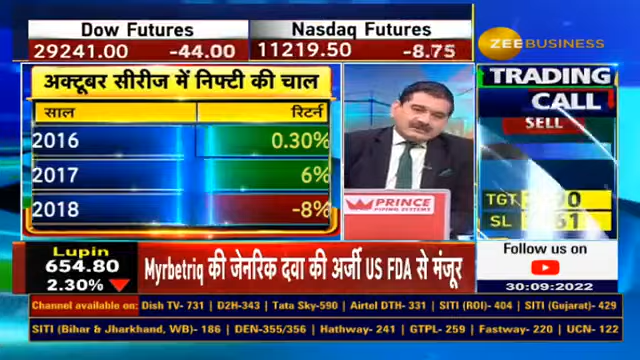 Dow Futures
29241.00 -44.00
Nasdaq Futures
11219.50 -8.75
ZEE BUSINESS
अक्टूबर सीरीज में निफ्टी की चाल
साल रिटर्न
2016 0.30%
2017 6%
2018 -8%
PRINCE
PIPING SYSTEMS
TRADING
CALL
SELL
TGT
SL
Lupin
654.80
2.30%
Myrbetriq की जेनरिक दवा की अर्जी US FDA से मंजूर
Follow us on
30:09:2022
Channel available on: Dish TV- 731 | D2H-343 | Tata Sky-590 | Airtel DTH- 331 | SITI (ROI)- 404 | SITI (Gujarat)- 429
SITI (Bihar & Jharkhand, WB)- 186 | DEN-355/356 | Hathway- 241 | GTPL- 259 | Fastway- 220 | UCN- 122